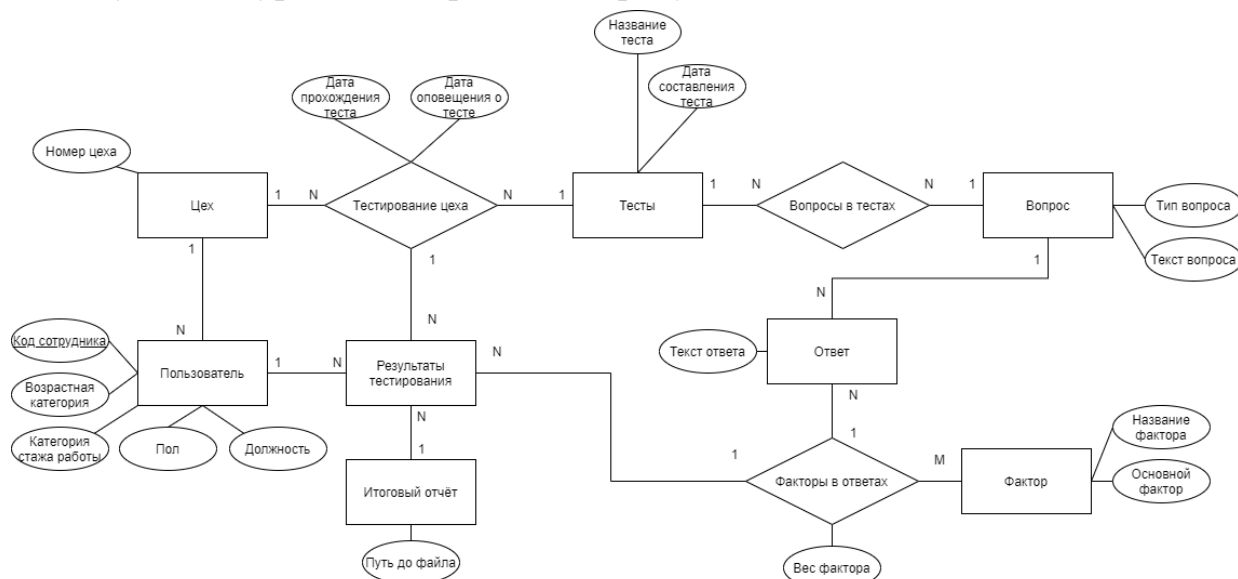 Название
теста
Дата
прохождения
теста
Дата
оповещения о
тесте
Дата
составления
теста
Номер цеха
Цех
1
N
Тестирование цеха
N
1
Тесты
1
N
Вопросы в тестах
N
1
Вопрос
Тип вопроса
Текст вопроса
1
1
1
N
N
N
Код сотрудника
Возрастная
категория
Категория
стажа работы
Пол
Должность
Пользователь
1
N
Результаты
тестирования
N
Текст ответа
Ответ
N
1
N
1
Итоговый отчёт
Путь до файла
1
Факторы в ответах
M
Фактор
Название
фактора
Основной
фактор
Вес фактора